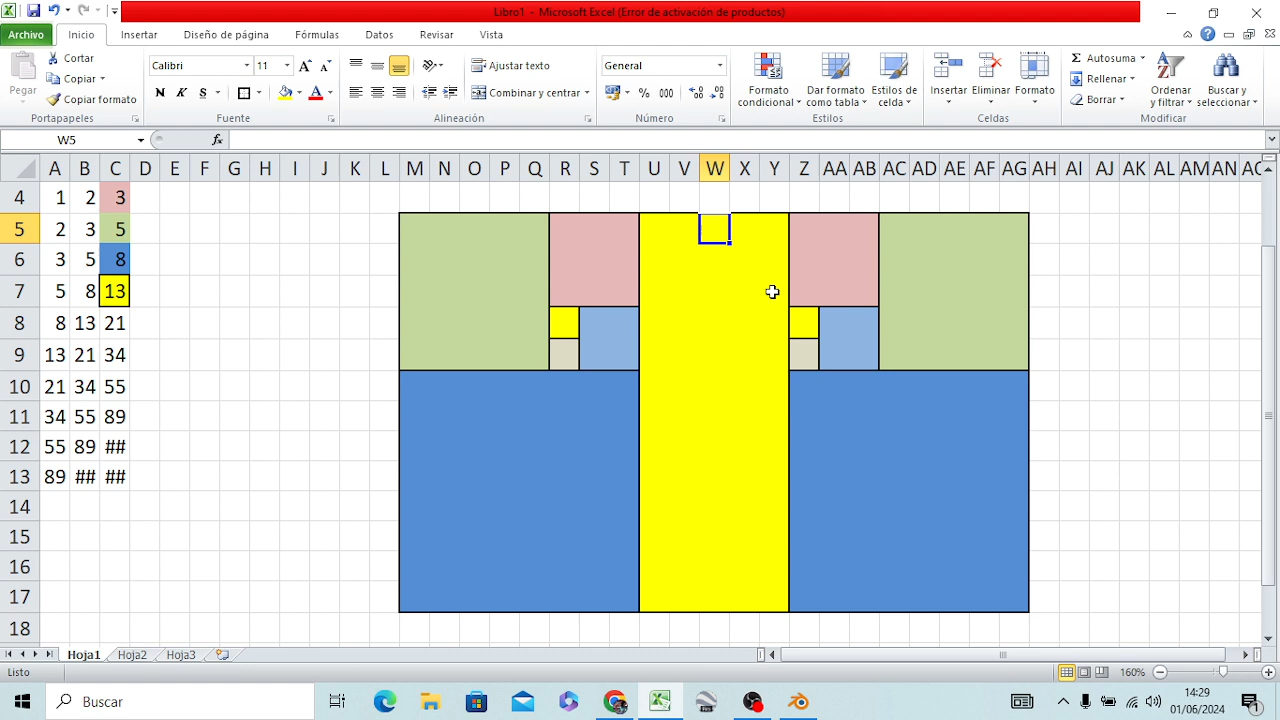 Libro1 - Microsoft Excel (Error de activación de productos)
Archivo Inicio Insertar Diseño de página Fórmulas Datos Revisar Vista
Pegar
Cortar
Copiar
Copiar formato
Portapapeles
Calibri 11
N K S
Fuente
Ajustar texto
Combinar y centrar
Alineación
General
% 000
Número
Formato condicional
Dar formato como tabla
Estilos de celda
Estilos
Insertar Eliminar Formato
Celdas
Σ Autosuma
Rellenar
Borrar
Ordenar y filtrar
Buscar y seleccionar
Modificar
W5 fx
A B C D E F G H I J K L M N O P Q R S T U V W X Y Z AA AB AC AD AE AF AG AH AI AJ AK AL AM AN
4 1 2 3
5 2 3 5
6 3 5 8
7 5 8 13
8 8 13 21
9 13 21 34
10 21 34 55
11 34 55 89
12 55 89 ##
13 89 ## ##
14
15
16
17
18
Hoja1 Hoja2 Hoja3
Listo 160%
Buscar
14:29
01/06/2024